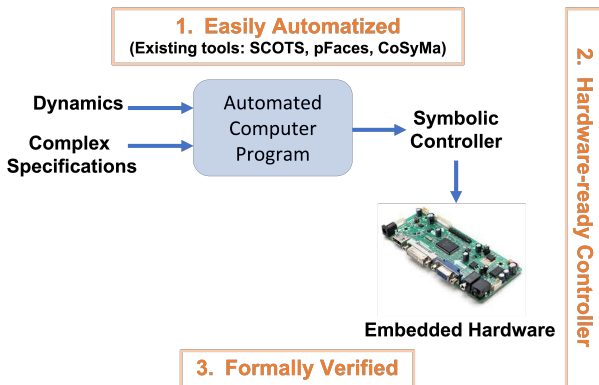 1. Easily Automatized
(Existing tools: SCOTS, pFaces, CoSyMa)
Dynamics
Complex
Specifications
Automated
Computer
Program
Symbolic
Controller
Embedded Hardware
2. Hardware-ready Controller
3. Formally Verified